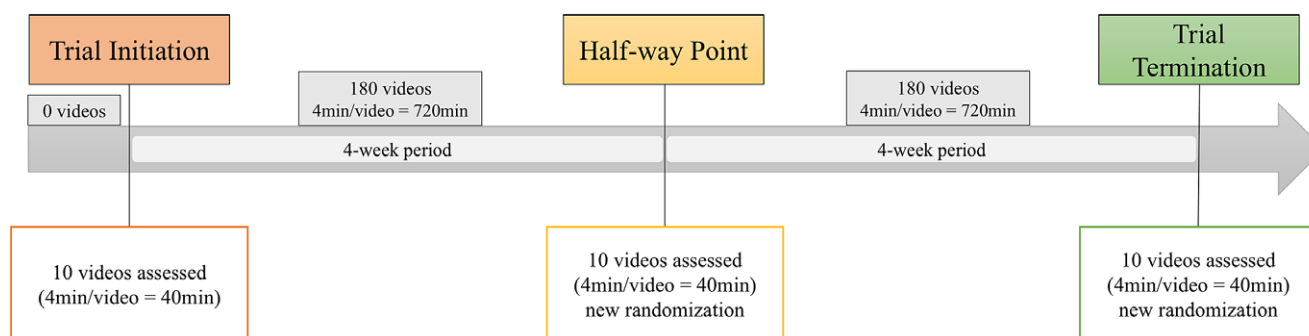 Trial Initiation
Half-way Point
Trial
Termination
0 videos
180 videos
4min/video = 720min
180 videos
4min/video = 720min
4-week period
4-week period
10 videos assessed
(4min/video = 40min)
10 videos assessed
(4min/video = 40min)
new randomization
10 videos assessed
(4min/video = 40min)
new randomization